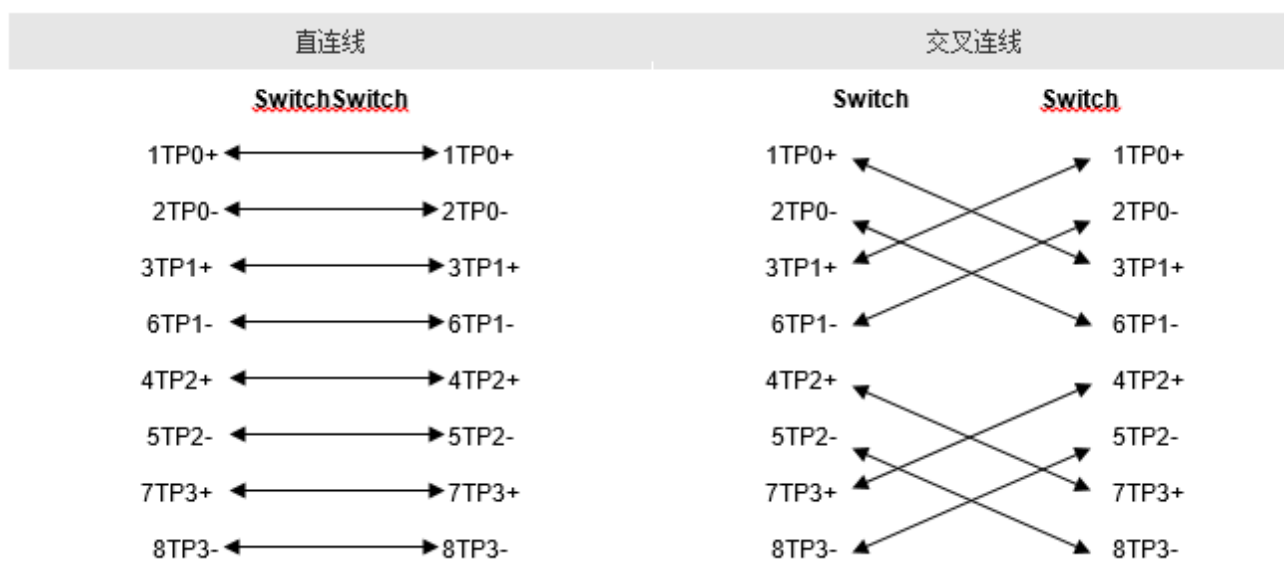 直连线 交叉连线
SwitchSwitch Switch Switch
1TP0+ 1TP0+ 1TP0+ 1TP0+
2TP0- 2TP0- 2TP0- 2TP0-
3TP1+ 3TP1+ 3TP1+ 3TP1+
6TP1- 6TP1- 6TP1- 6TP1-
4TP2+ 4TP2+ 4TP2+ 4TP2+
5TP2- 5TP2- 5TP2- 5TP2-
7TP3+ 7TP3+ 7TP3+ 7TP3+
8TP3- 8TP3- 8TP3- 8TP3-